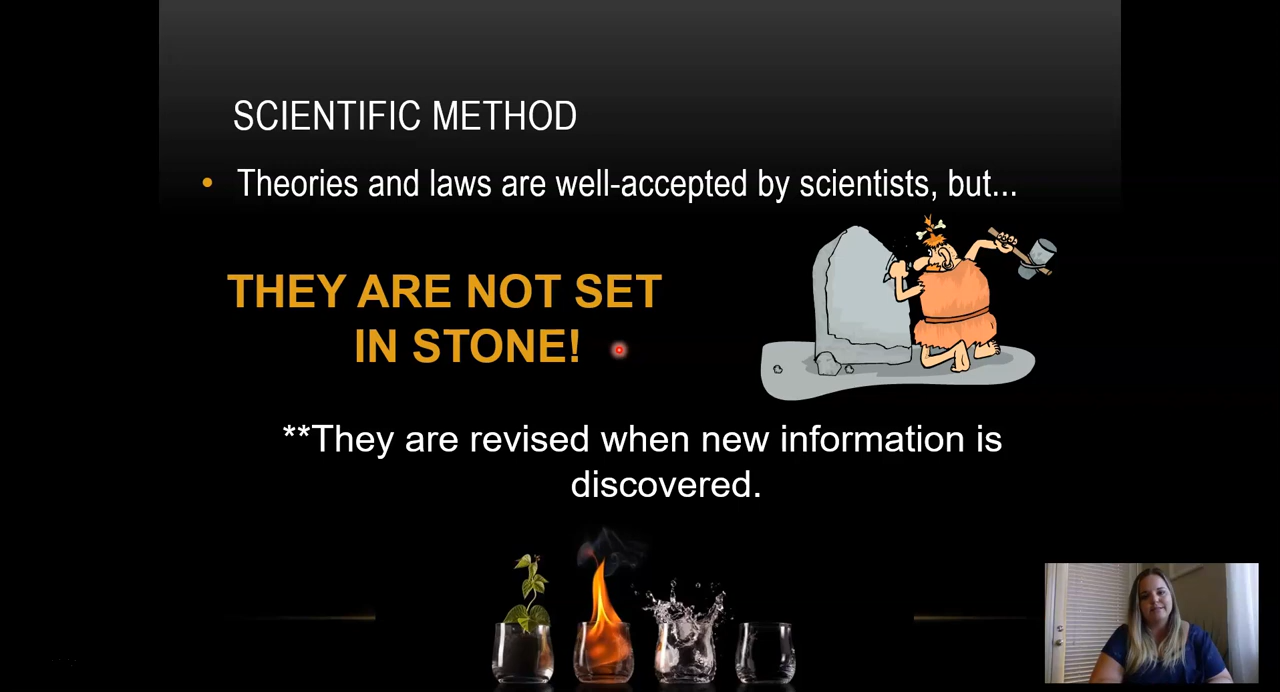 SCIENTIFIC METHOD
• Theories and laws are well-accepted by scientists, but...
THEY ARE NOT SET
IN STONE!
**They are revised when new information is
discovered.